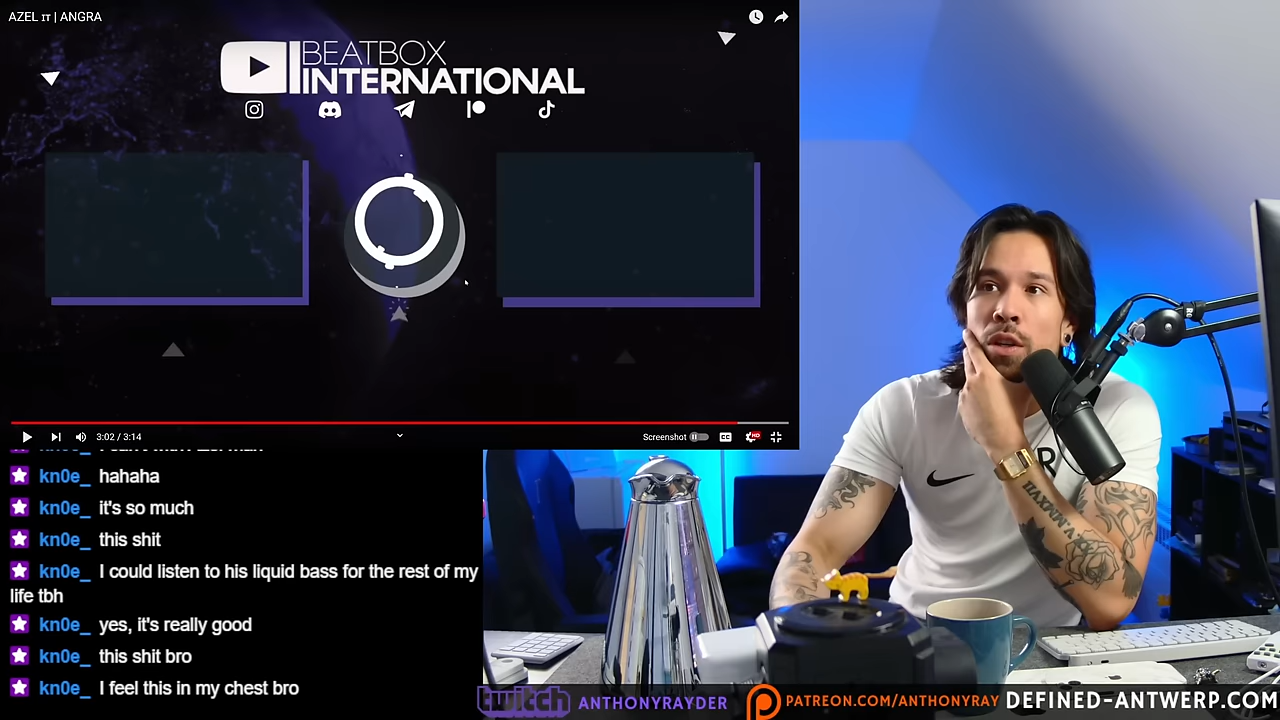 AZEL 🇮🇹 | ANGRA
BEATBOX
INTERNATIONAL
3:02 / 3:14
Screenshot
CC
HD
kn0e_ hahaha
kn0e_ it's so much
kn0e_ this shit
kn0e_ I could listen to his liquid bass for the rest of my
life tbh
kn0e_ yes, it's really good
kn0e_ this shit bro
kn0e_ I feel this in my chest bro
twitch ANTHONYRAYDER
PATREON.COM/ANTHONYRAY
DEFINED-ANTWERP.COM